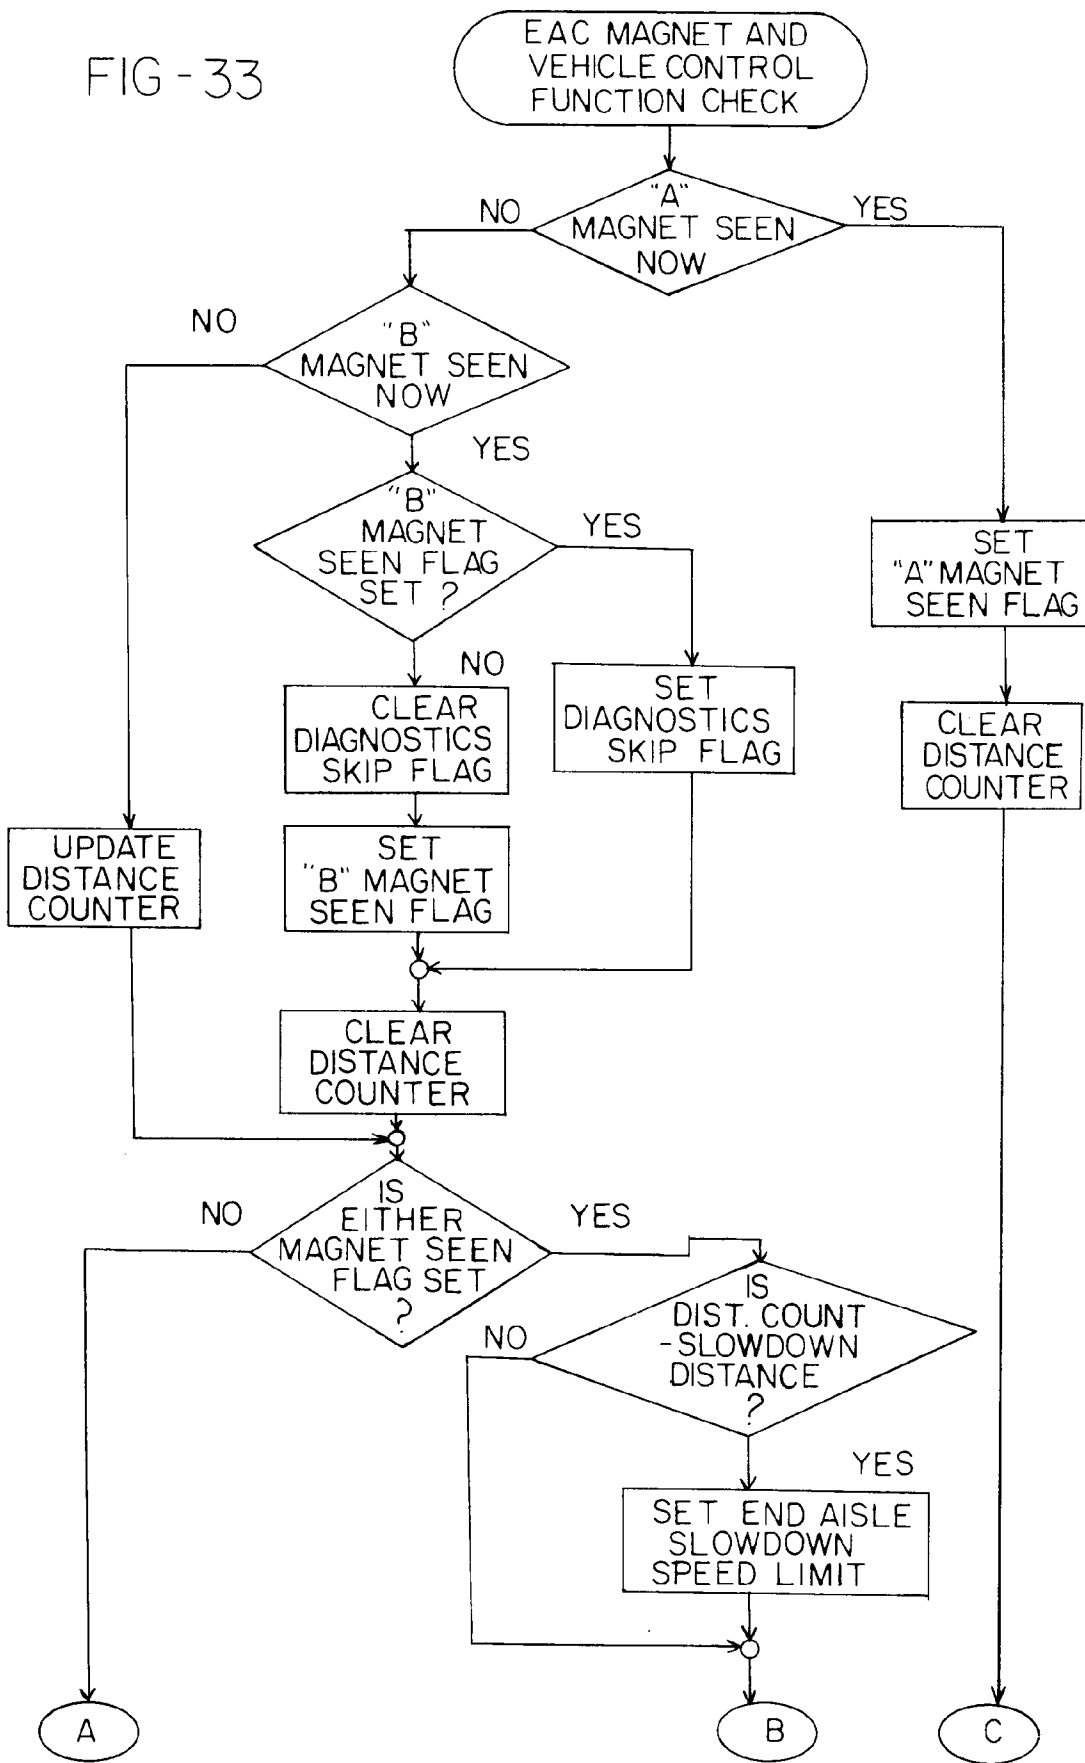 FIG-33
EAC MAGNET AND
VEHICLE CONTROL
FUNCTION CHECK
"A"
MAGNET SEEN
NOW
NO
YES
"B"
MAGNET SEEN
NOW
NO
YES
"B"
MAGNET
SEEN FLAG
SET ?
YES
NO
SET
"A" MAGNET
SEEN FLAG
CLEAR
DIAGNOSTICS
SKIP FLAG
SET
DIAGNOSTICS
SKIP FLAG
CLEAR
DISTANCE
COUNTER
UPDATE
DISTANCE
COUNTER
SET
"B" MAGNET
SEEN FLAG
CLEAR
DISTANCE
COUNTER
IS
EITHER
MAGNET SEEN
FLAG SET
?
NO
YES
IS
DIST. COUNT
-SLOWDOWN
DISTANCE
?
NO
YES
SET END AISLE
SLOWDOWN
SPEED LIMIT
A
B
C